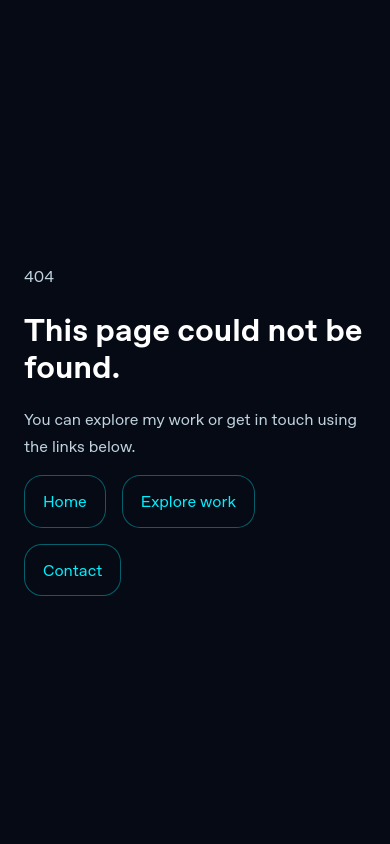 404
This page could not be
found.
You can explore my work or get in touch using
the links below.
Home
Explore work
Contact